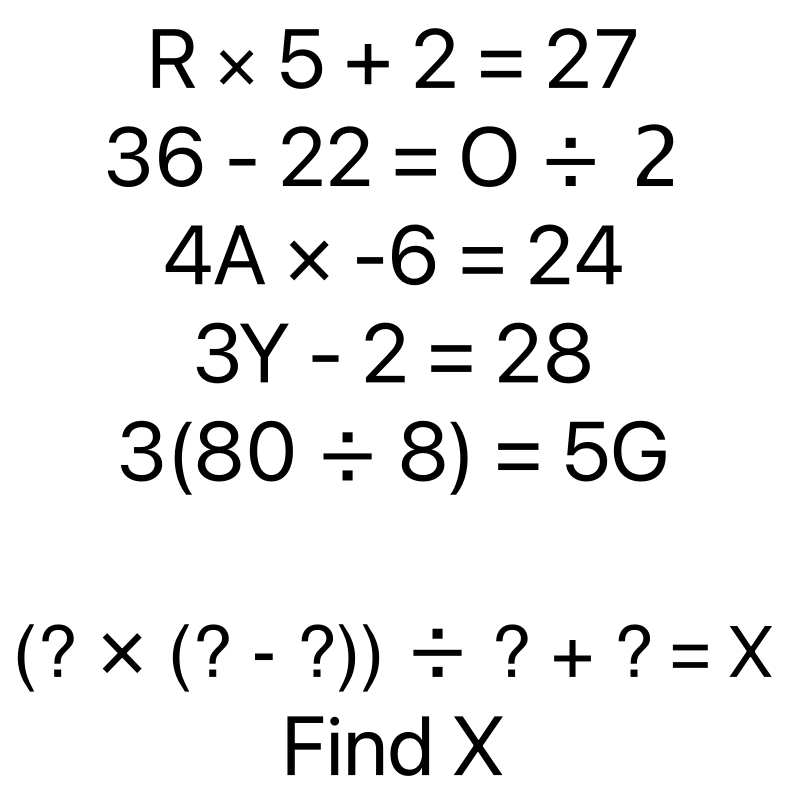 R × 5 + 2 = 27
36 - 22 = O ÷ 2
4A × -6 = 24
3Y - 2 = 28
3(80 ÷ 8) = 5G
(? × (? - ?)) ÷ ? + ? = X
Find X